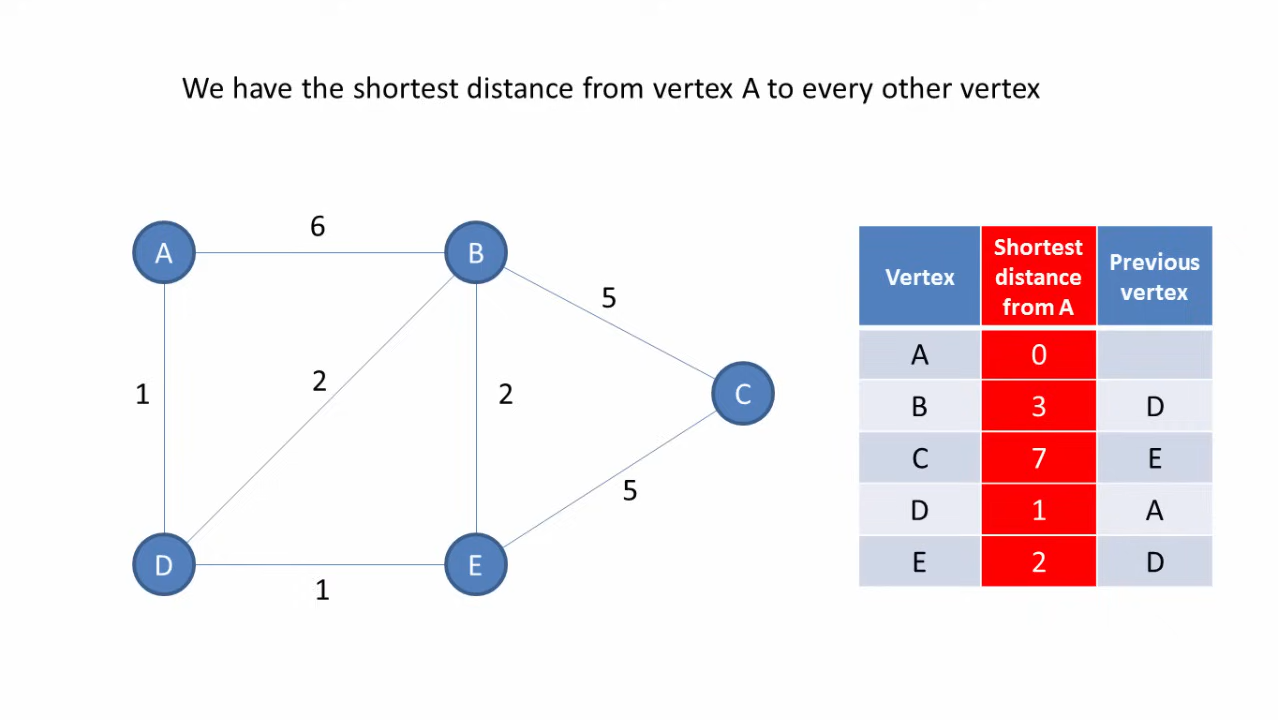 We have the shortest distance from vertex A to every other vertex
A
6
B
5
1
2
2
C
5
D
1
E
Vertex
Shortest
distance
from A
Previous
vertex
A 0
B 3 D
C 7 E
D 1 A
E 2 D